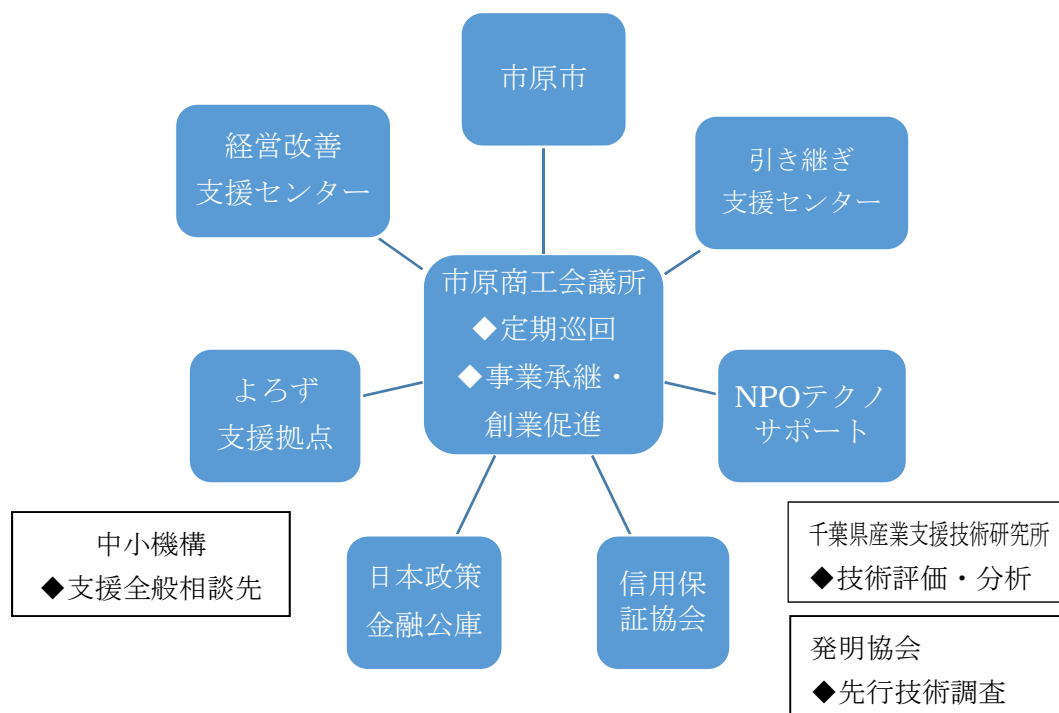 市原市
経営改善
支援センター
引き継ぎ
支援センター
市原商工会議所
◆定期巡回
◆事業承継・
創業促進
よろず
支援拠点
NPOテクノ
サポート
中小機構
◆支援全般相談先
日本政策
金融公庫
信用保
証協会
千葉県産業支援技術研究所
◆技術評価・分析
発明協会
◆先行技術調査